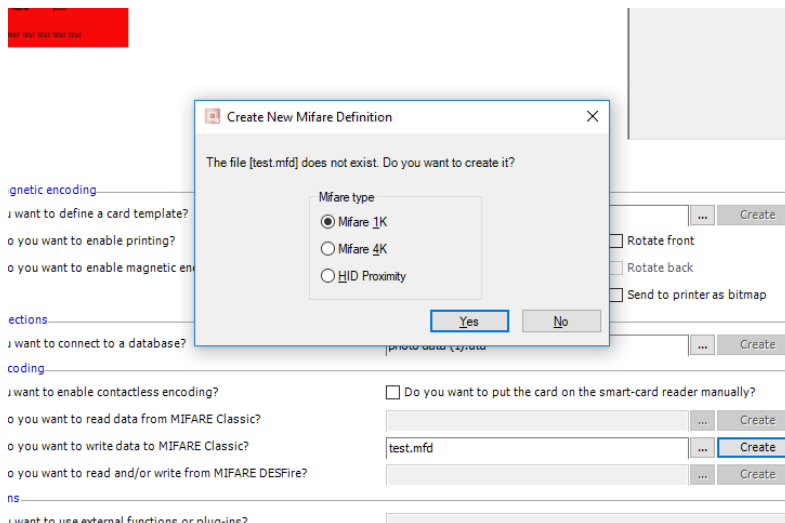 TEST TEST TEST TEST TEST
Create New Mifare Definition
The file [test.mfd] does not exist. Do you want to create it?
Mifare type
Mifare 1K
Mifare 4K
HID Proximity
Yes No
gnetic encoding
want to define a card template? ... Create
o you want to enable printing? Rotate front
o you want to enable magnetic en Rotate back
Send to printer as bitmap
ections
want to connect to a database? ... Create
coding
want to enable contactless encoding? Do you want to put the card on the smart-card reader manually?
o you want to read data from MIFARE Classic? ... Create
o you want to write data to MIFARE Classic? test.mfd ... Create
o you want to read and/or write from MIFARE DESFire? ... Create
ns
want to use external functions or plug-ins?